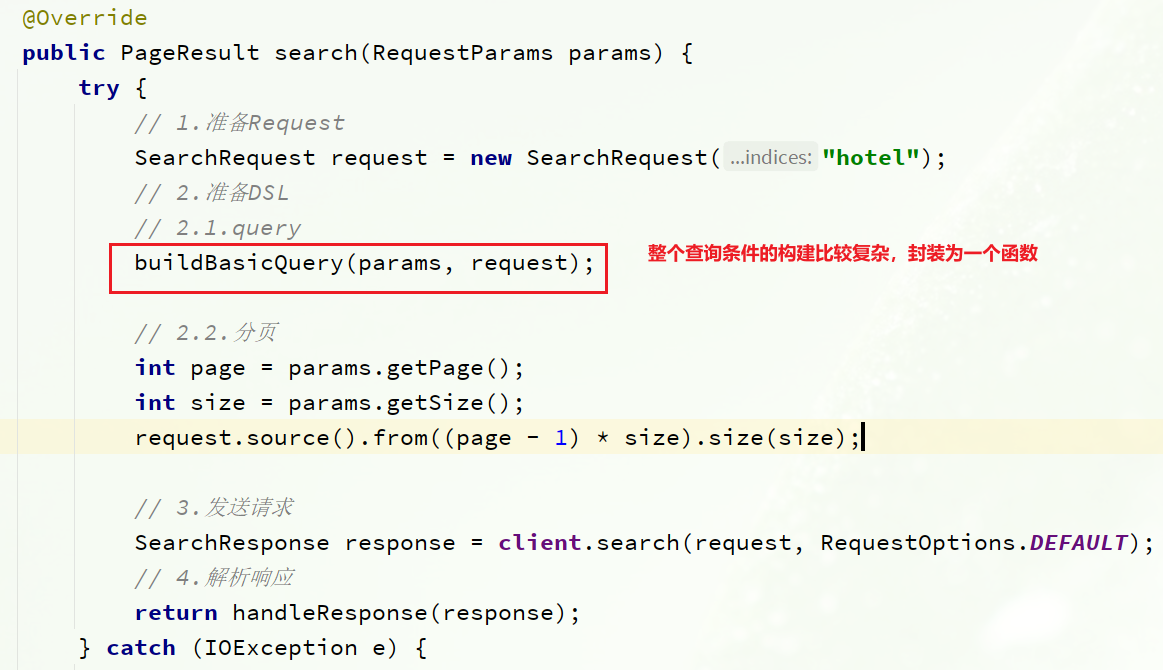 @Override
public PageResult search(RequestParams params) {
try {
// 1.准备Request
SearchRequest request = new SearchRequest( ...indices: "hotel");
// 2.准备DSL
// 2.1.query
buildBasicQuery(params, request);
整个查询条件的构建比较复杂，封装为一个函数
// 2.2.分页
int page = params.getPage();
int size = params.getSize();
request.source().from((page - 1) * size).size(size);
// 3.发送请求
SearchResponse response = client.search(request, RequestOptions.DEFAULT);
// 4.解析响应
return handleResponse(response);
} catch (IOException e) {